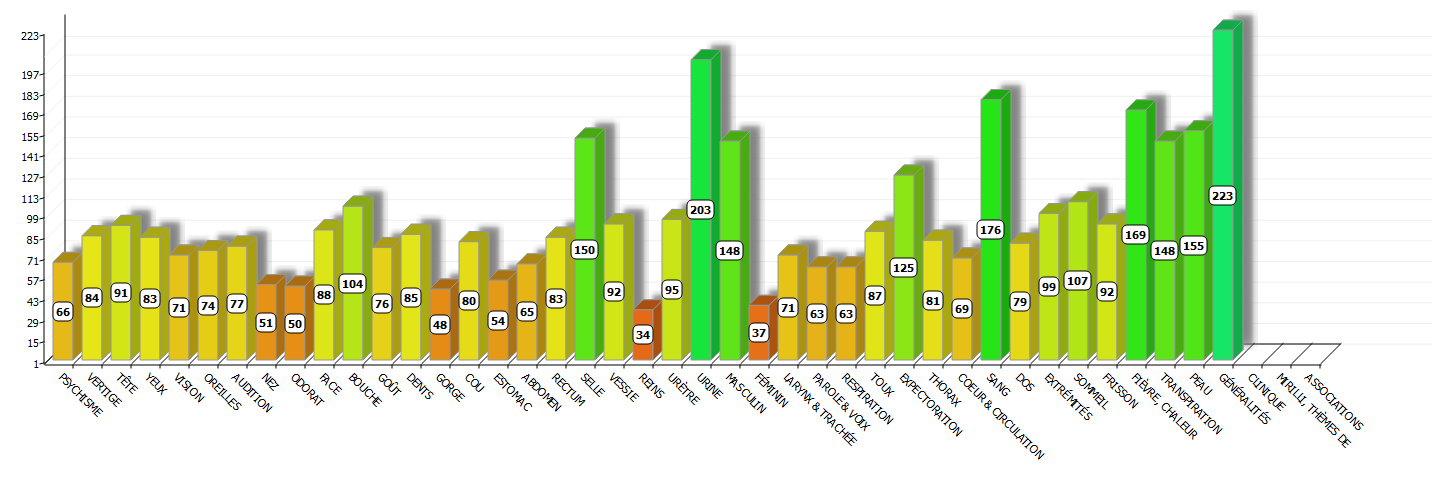 223
197
183
169
155
141
127
113
99
85
71
57
43
29
15
1
66
84
91
83
71
74
77
51
50
88
104
76
85
48
80
54
65
83
150
92
34
95
203
148
37
71
63
63
87
125
81
69
176
79
99
107
92
169
148
155
223
PSYCHISME
VERTIGE
TÊTE
YEUX
VISION
OREILLES
AUDITION
NEZ
ODORAT
FACE
BOUCHE
GOÛT
DENTS
GORGE
COU
ESTOMAC
ABDOMEN
RECTUM
SELLE
VESSIE
REINS
URÈTRE
URINE
MASCULIN
FÉMININ
LARYNX & TRACHÉE
PAROLE & VOIX
RESPIRATION
TOUX
EXPECTORATION
THORAX
COEUR & CIRCULATION
SANG
DOS
EXTRÉMITÉS
SOMMEIL
FRISSON
FIÈVRE, CHALEUR
TRANSPIRATION
PEAU
GÉNÉRALITÉS
CLINIQUE
MIRILLI, THÈMES DE
ASSOCIATIONS